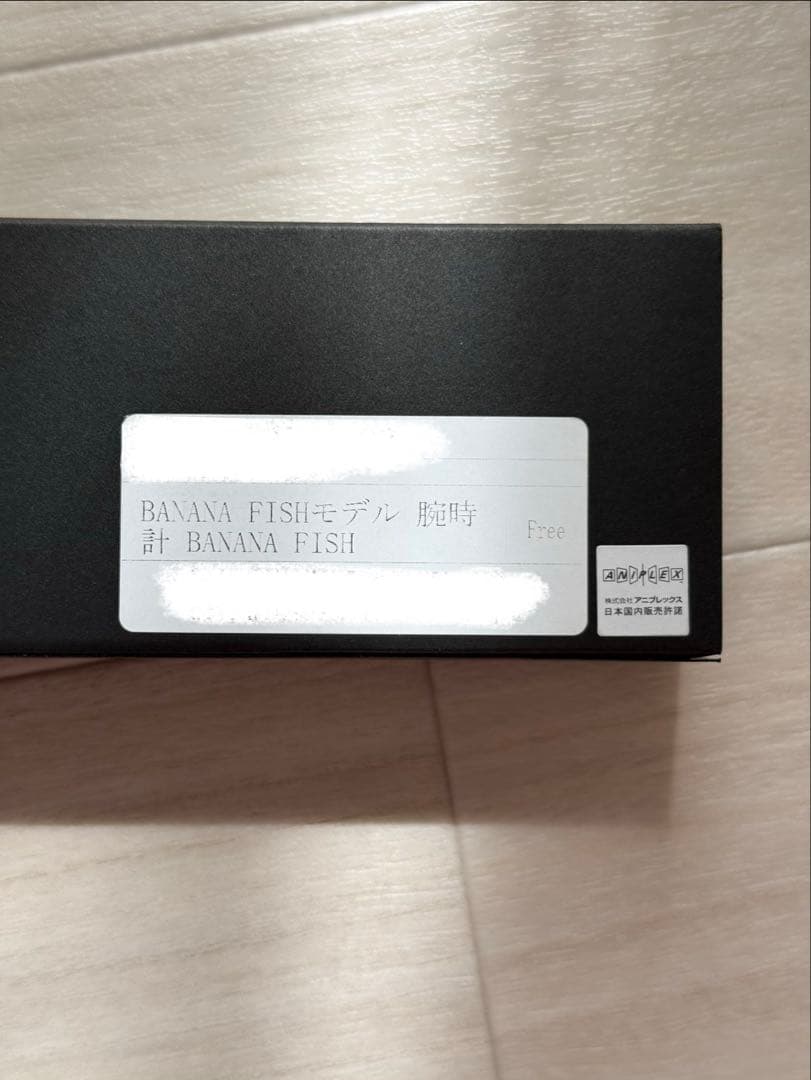 BANANA FISHモデル 腕時
計 BANANA FISH
Free
ANIPLEX
株式会社アニプレックス
日本国内販売許諾